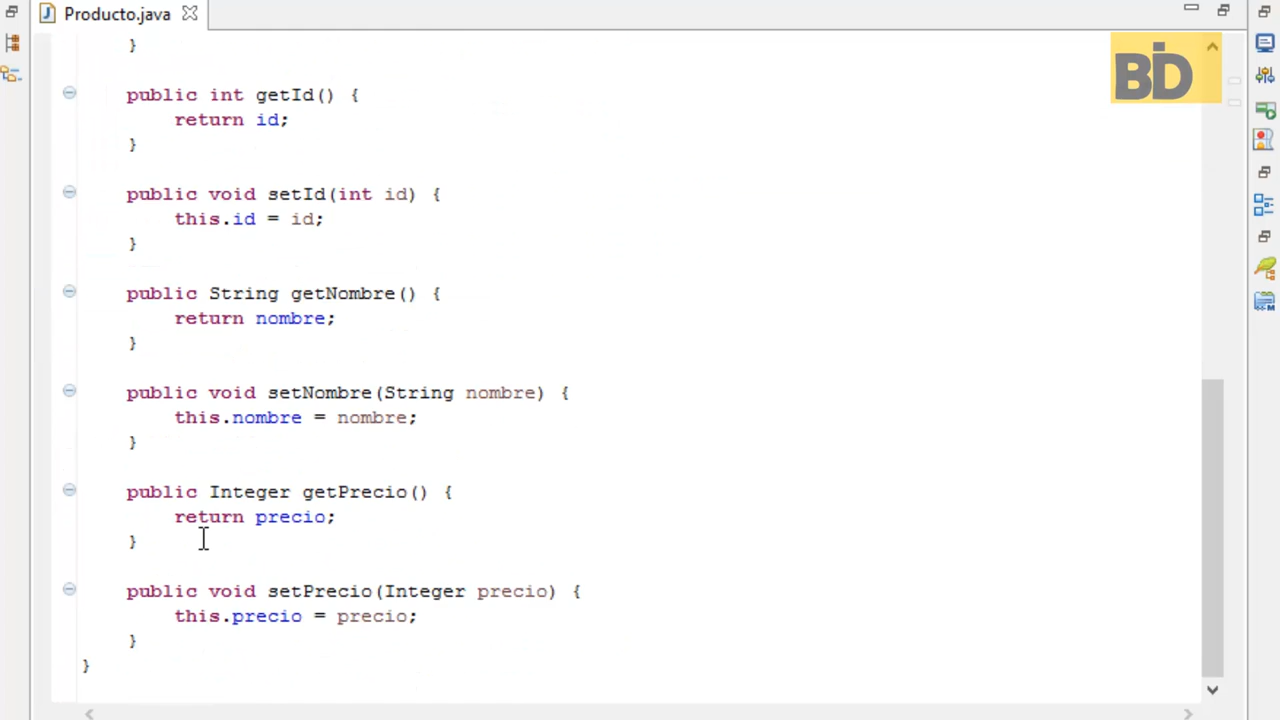 Producto.java
BD
}
public int getId() {
return id;
}
public void setId(int id) {
this.id = id;
}
public String getNombre() {
return nombre;
}
public void setNombre(String nombre) {
this.nombre = nombre;
}
public Integer getPrecio() {
return precio;
}
public void setPrecio(Integer precio) {
this.precio = precio;
}
}